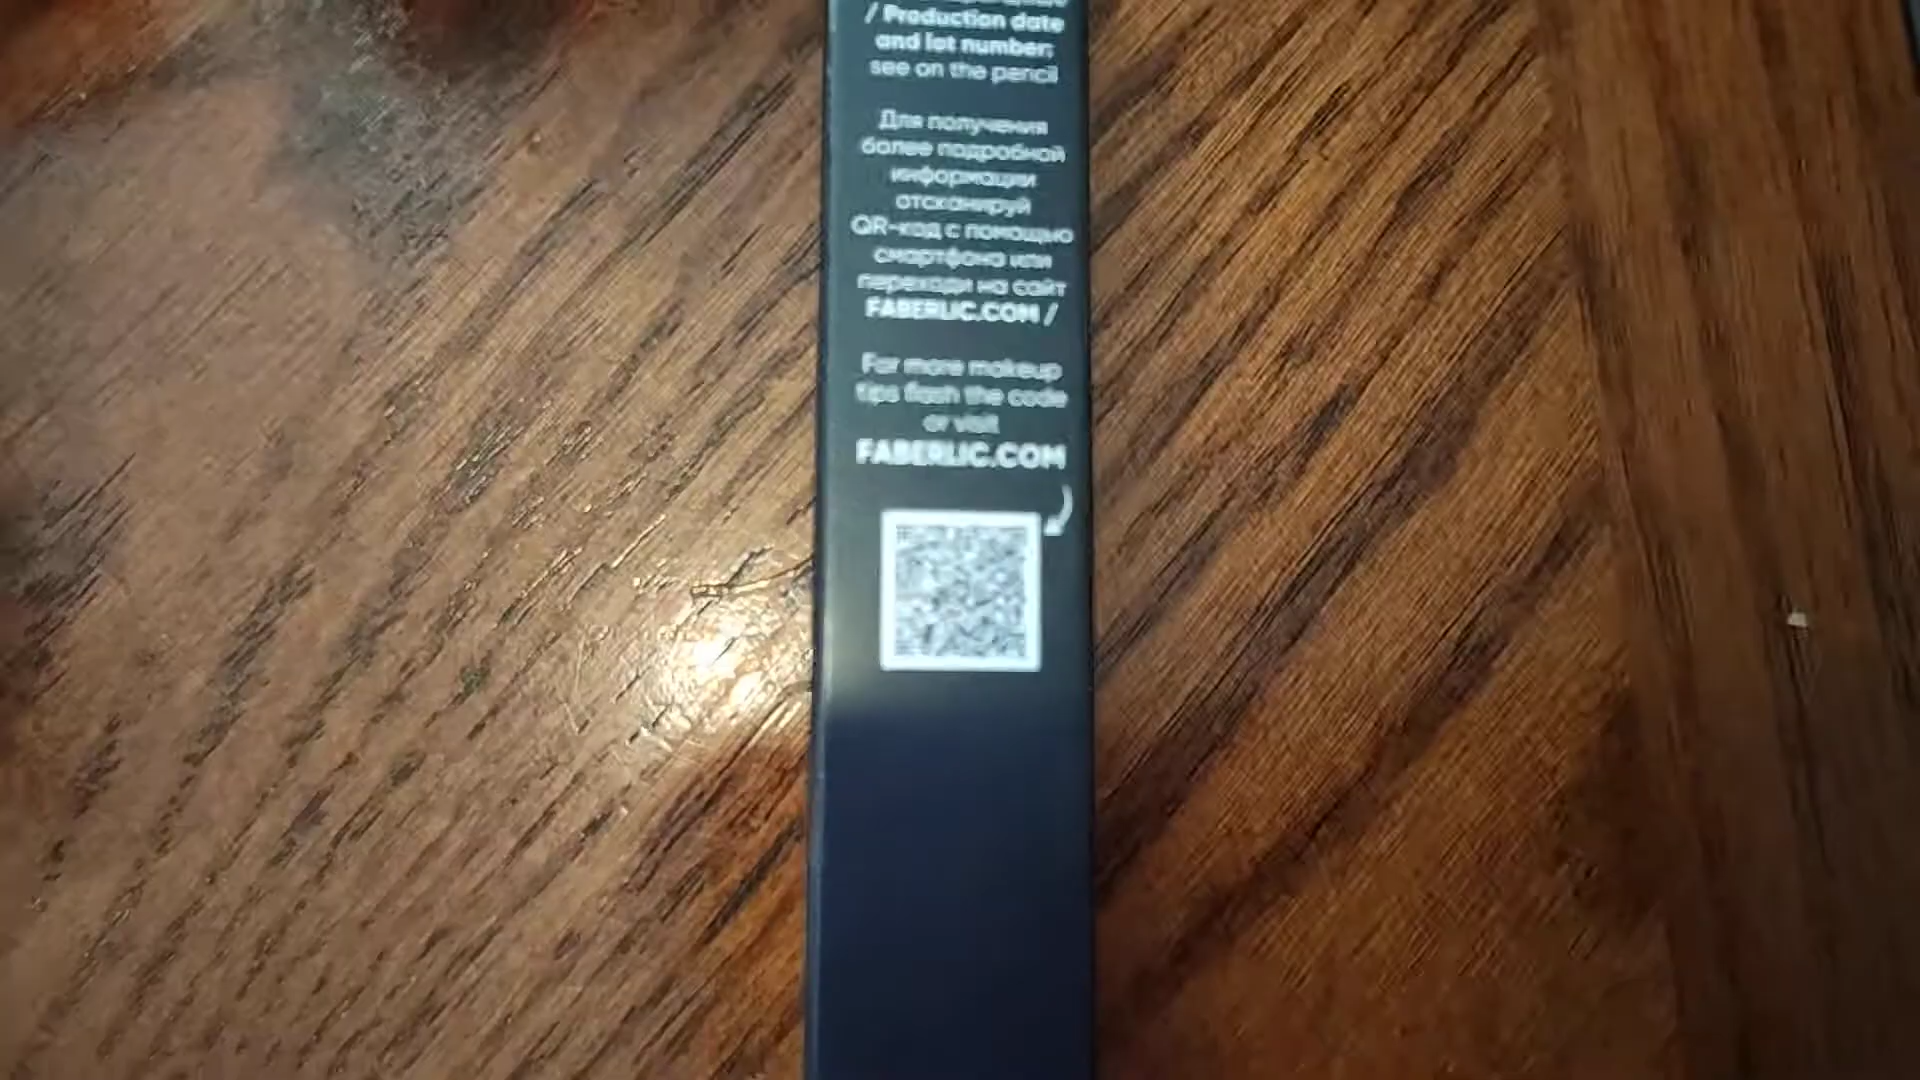 / Production date
and lot number:
see on the pencil
Для получения
более подробной
информации
отсканируй
QR-код с помощью
смартфона или
переходи на сайт
FABERLIC.COM /
For more makeup
tips flash the code
or visit
FABERLIC.COM